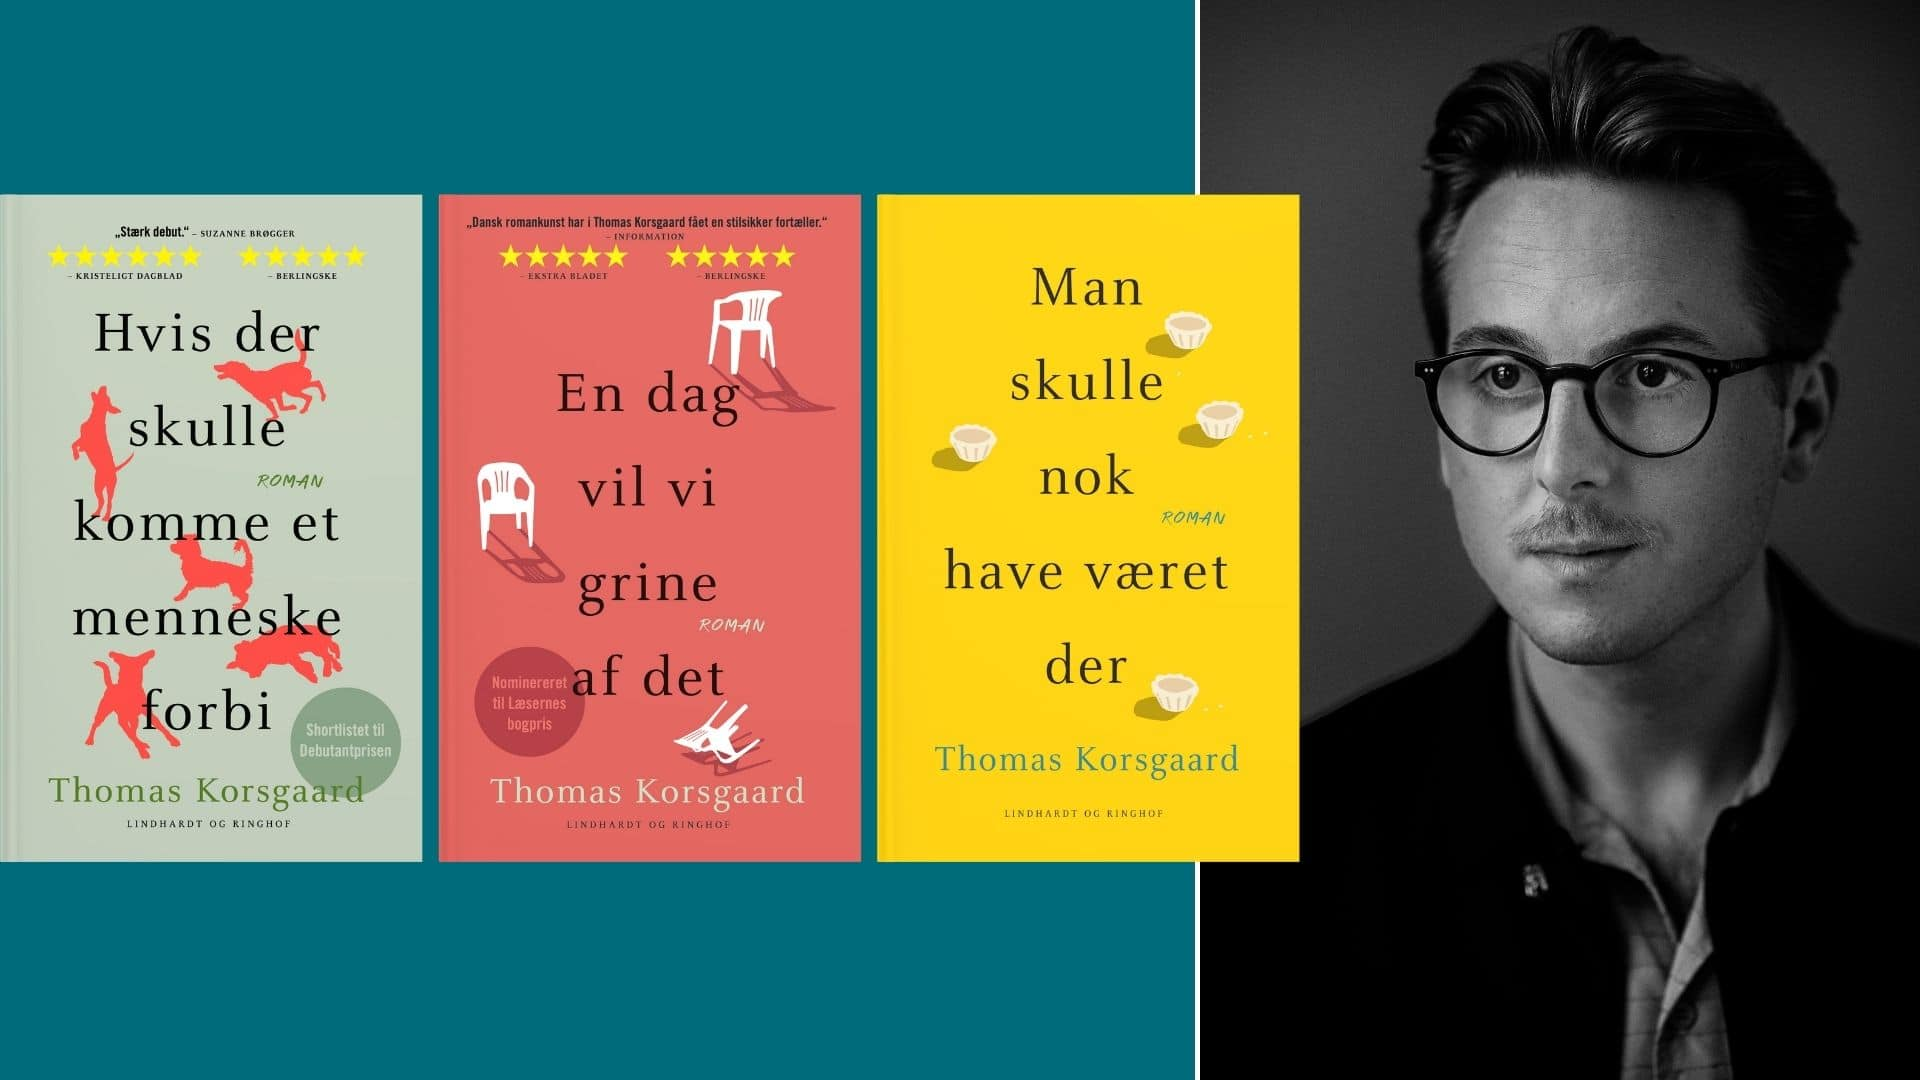 „Stærk debut.“ – SUZANNE BRØGGER
– KRISTELIGT DAGBLAD
– BERLINGSKE
Hvis der
skulle
ROMAN
komme et
menneske
forbi
Shortlistet til
Debutantprisen
Thomas Korsgaard
LINDHARDT OG RINGHOF
„Dansk romankunst har i Thomas Korsgaard fået en stilsikker fortæller.“
– INFORMATION
– EKSTRA BLADET
– BERLINGSKE
En dag
vil vi
grine
ROMAN
af det
Nomineret
til Læsernes
bogpris
Thomas Korsgaard
LINDHARDT OG RINGHOF
Man
skulle
nok
ROMAN
have været
der
Thomas Korsgaard
LINDHARDT OG RINGHOF